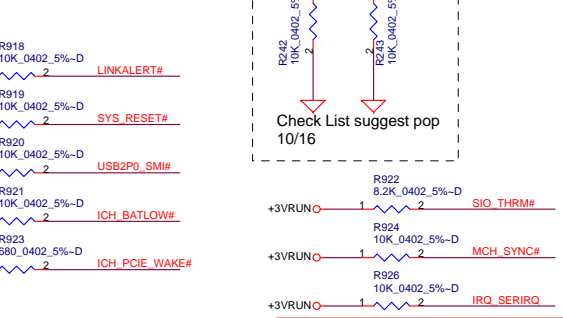 R918
10K_0402_5%~D
2
LINKALERT#
R919
10K_0402_5%~D
2
SYS_RESET#
R920
10K_0402_5%~D
2
USB2P0_SMI#
R921
10K_0402_5%~D
2
ICH_BATLOW#
R923
680_0402_5%~D
2
ICH_PCIE_WAKE#
R242
10K_0402_5%
2
R243
10K_0402_5%
2
Check List suggest pop
10/16
R922
8.2K_0402_5%~D
+3VRUN
1
2
SIO_THRM#
R924
10K_0402_5%~D
+3VRUN
1
2
MCH_SYNC#
R926
10K_0402_5%~D
+3VRUN
1
2
IRQ_SERIRQ